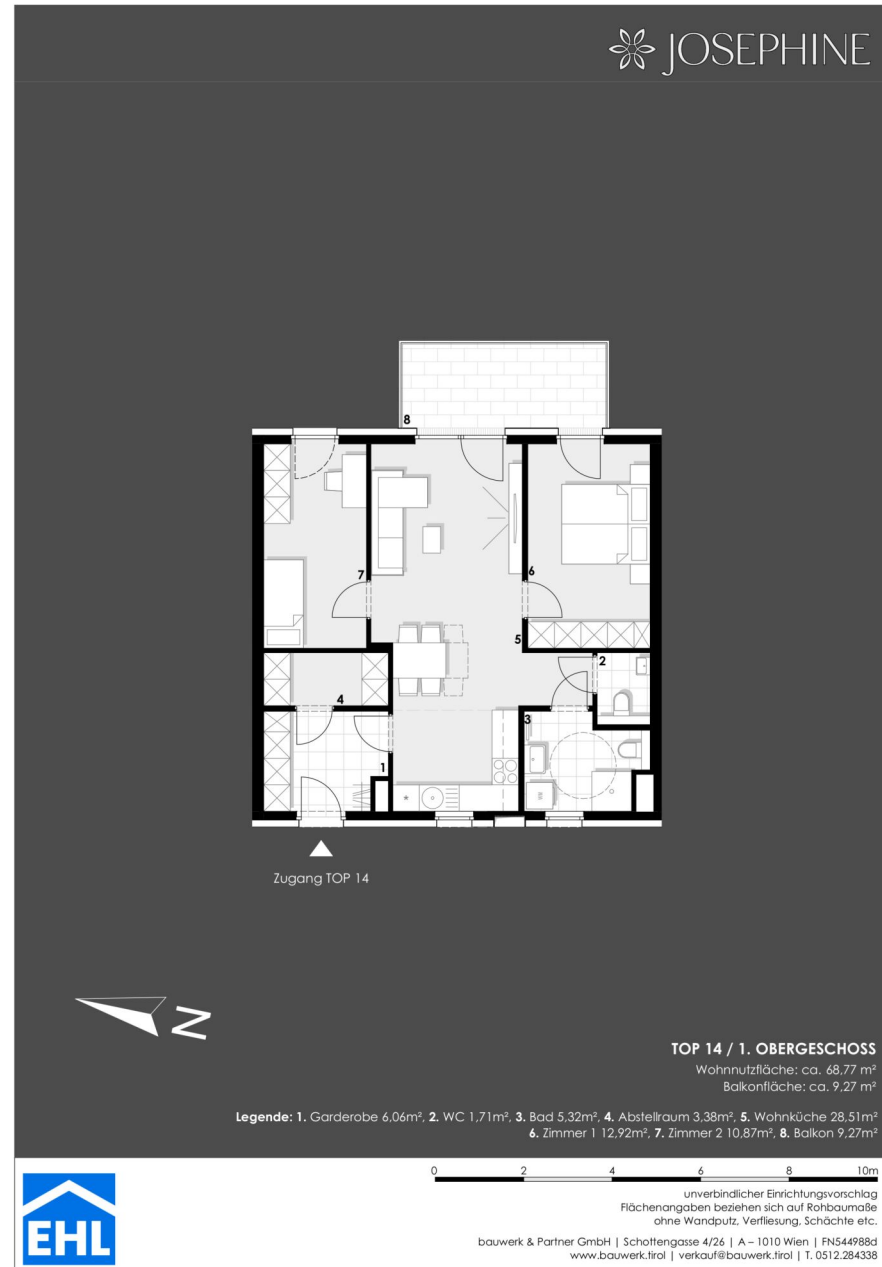 JOSEPHINE
8
7
6
5
2
4
3
1
Zugang TOP 14
N
TOP 14 / 1. OBERGESCHOSS
Wohnnutzfläche: ca. 68,77 m²
Balkonfläche: ca. 9,27 m²
Legende: 1. Garderobe 6,06m², 2. WC 1,71m², 3. Bad 5,32m², 4. Abstellraum 3,38m², 5. Wohnküche 28,51m²
6. Zimmer 1 12,92m², 7. Zimmer 2 10,87m², 8. Balkon 9,27m²
0 2 4 6 8 10m
unverbindlicher Einrichtungsvorschlag
Flächenangaben beziehen sich auf Rohbaumaße
ohne Wandputz, Verfliesung, Schächte etc.
bauwerk & Partner GmbH | Schottengasse 4/26 | A – 1010 Wien | FN544988d
www.bauwerk.tirol | verkauf@bauwerk.tirol | T. 0512.284338
EHL